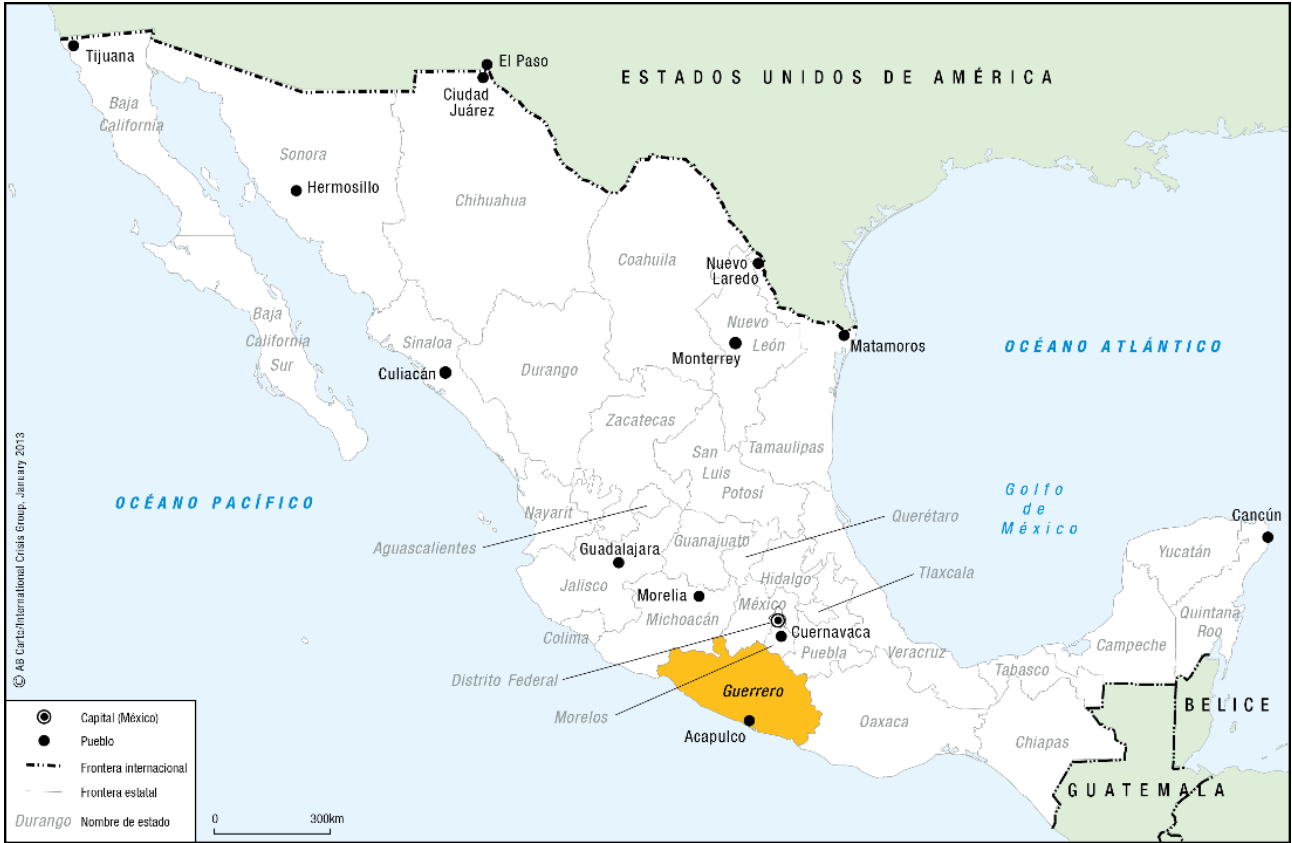 Tijuana
El Paso
ESTADOS UNIDOS DE AMÉRICA
Ciudad
Juárez
Baja
California
Sonora
Hermosillo
Chihuahua
Coahuila
Nuevo
Laredo
Baja
California
Sur
Sinaloa
Culiacán
Durango
Nuevo
León
Monterrey
Matamoros
OCÉANO ATLÁNTICO
Zacatecas
San
Luis
Potosí
Tamaulipas
OCÉANO PACÍFICO
Golfo
de
México
Nayarit
Aguascalientes
Guanajuato
Querétaro
Cancún
Yucatán
Guadalajara
Jalisco
Hidalgo
Tlaxcala
Morelia
México
Michoacán
Quintana
Roo
Colima
Cuernavaca
Puebla
Veracruz
Campeche
Tabasco
Distrito Federal
Guerrero
Morelos
Acapulco
Oaxaca
Chiapas
BELICE
GUATEMALA
© AB Carto/International Crisis Group, January 2013
Capital (México)
Pueblo
Frontera internacional
Frontera estatal
Durango Nombre de estado
0 300km